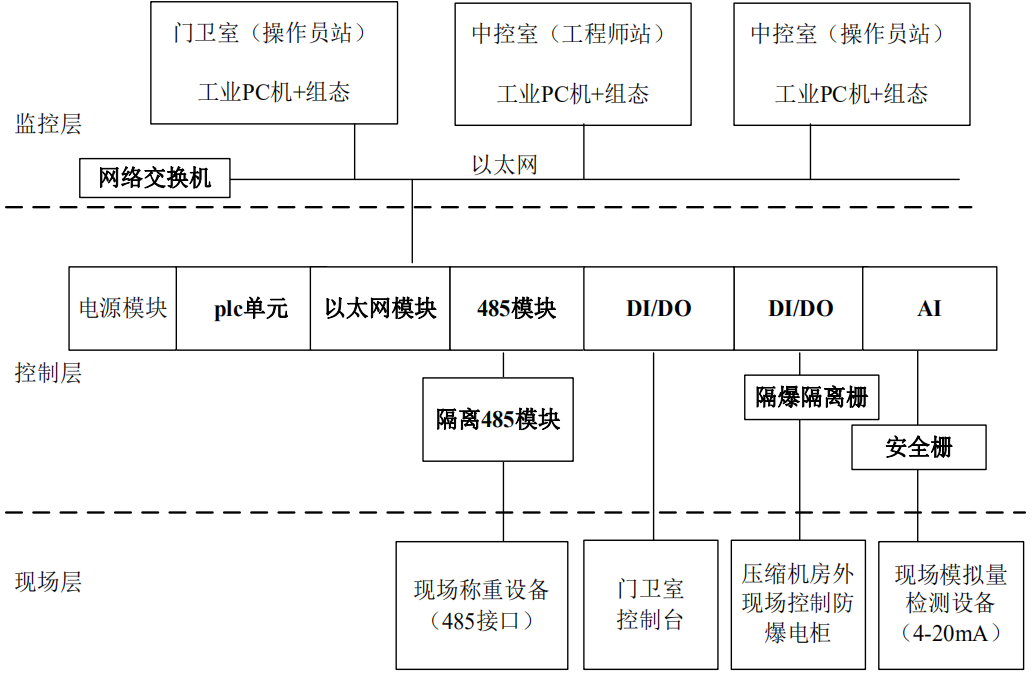 门卫室（操作员站）
工业PC机+组态
中控室（工程师站）
工业PC机+组态
中控室（操作员站）
工业PC机+组态
监控层
以太网
网络交换机
电源模块
plc单元
以太网模块
485模块
DI/DO
DI/DO
AI
控制层
隔离485模块
隔爆隔离栅
安全栅
现场层
现场称重设备
（485接口）
门卫室
控制台
压缩机房外
现场控制防
爆电柜
现场模拟量
检测设备
（4-20mA）